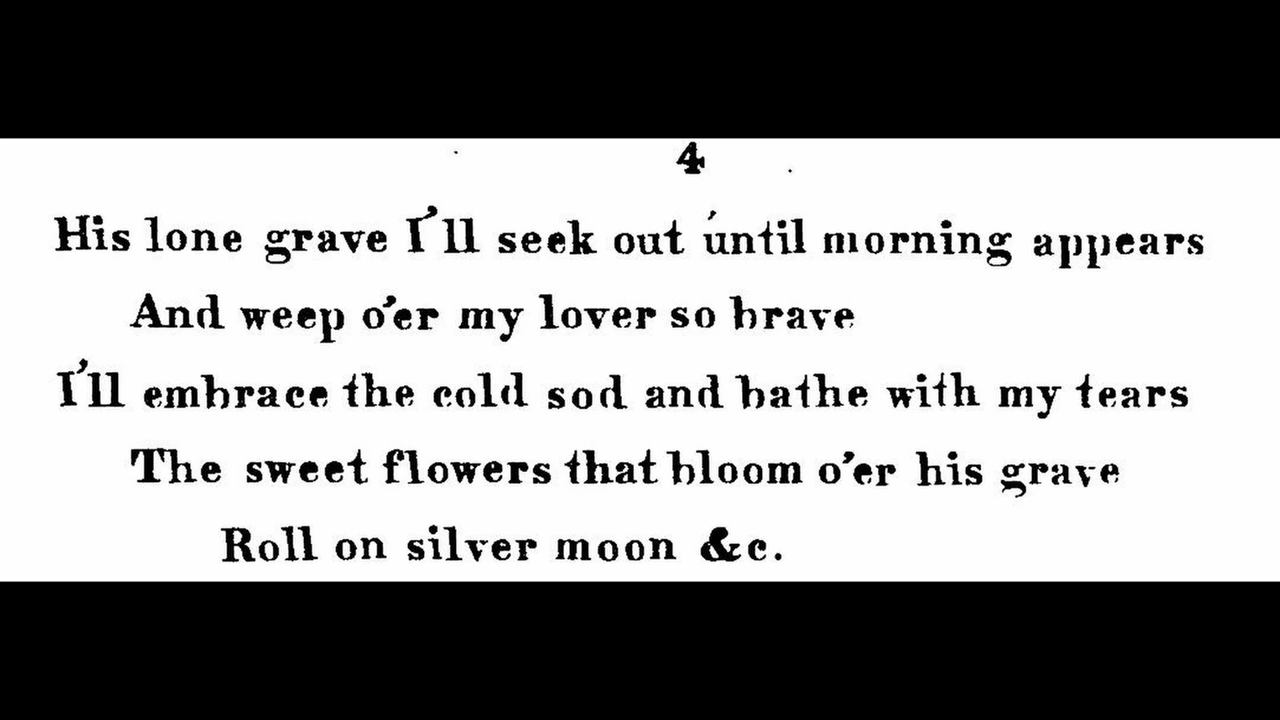 4
His lone grave I'll seek out until morning appears
And weep o'er my lover so brave
I'll embrace the cold sod and bathe with my tears
The sweet flowers that bloom o'er his grave
Roll on silver moon &c.